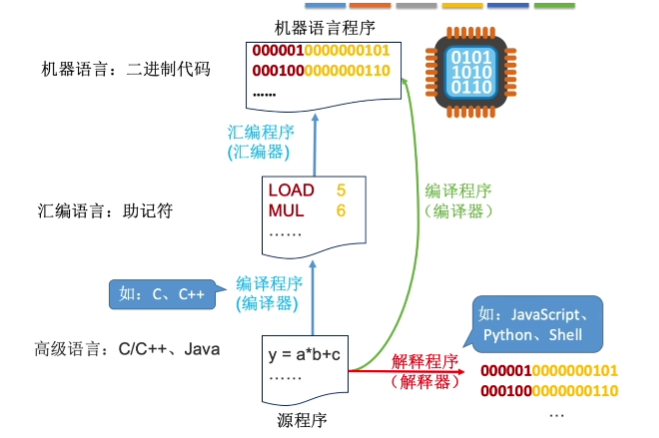 机器语言程序
0000010000000101
0001000000000110
……
机器语言：二进制代码
0101
1010
0110
汇编程序
(汇编器)
编译程序
（编译器）
LOAD 5
MUL 6
……
汇编语言：助记符
如：C、C++
编译程序
(编译器)
如：JavaScript、
Python、Shell
高级语言：C/C++、Java
y = a*b+c
……
解释程序
（解释器）
0000010000000101
0001000000000110
…
源程序